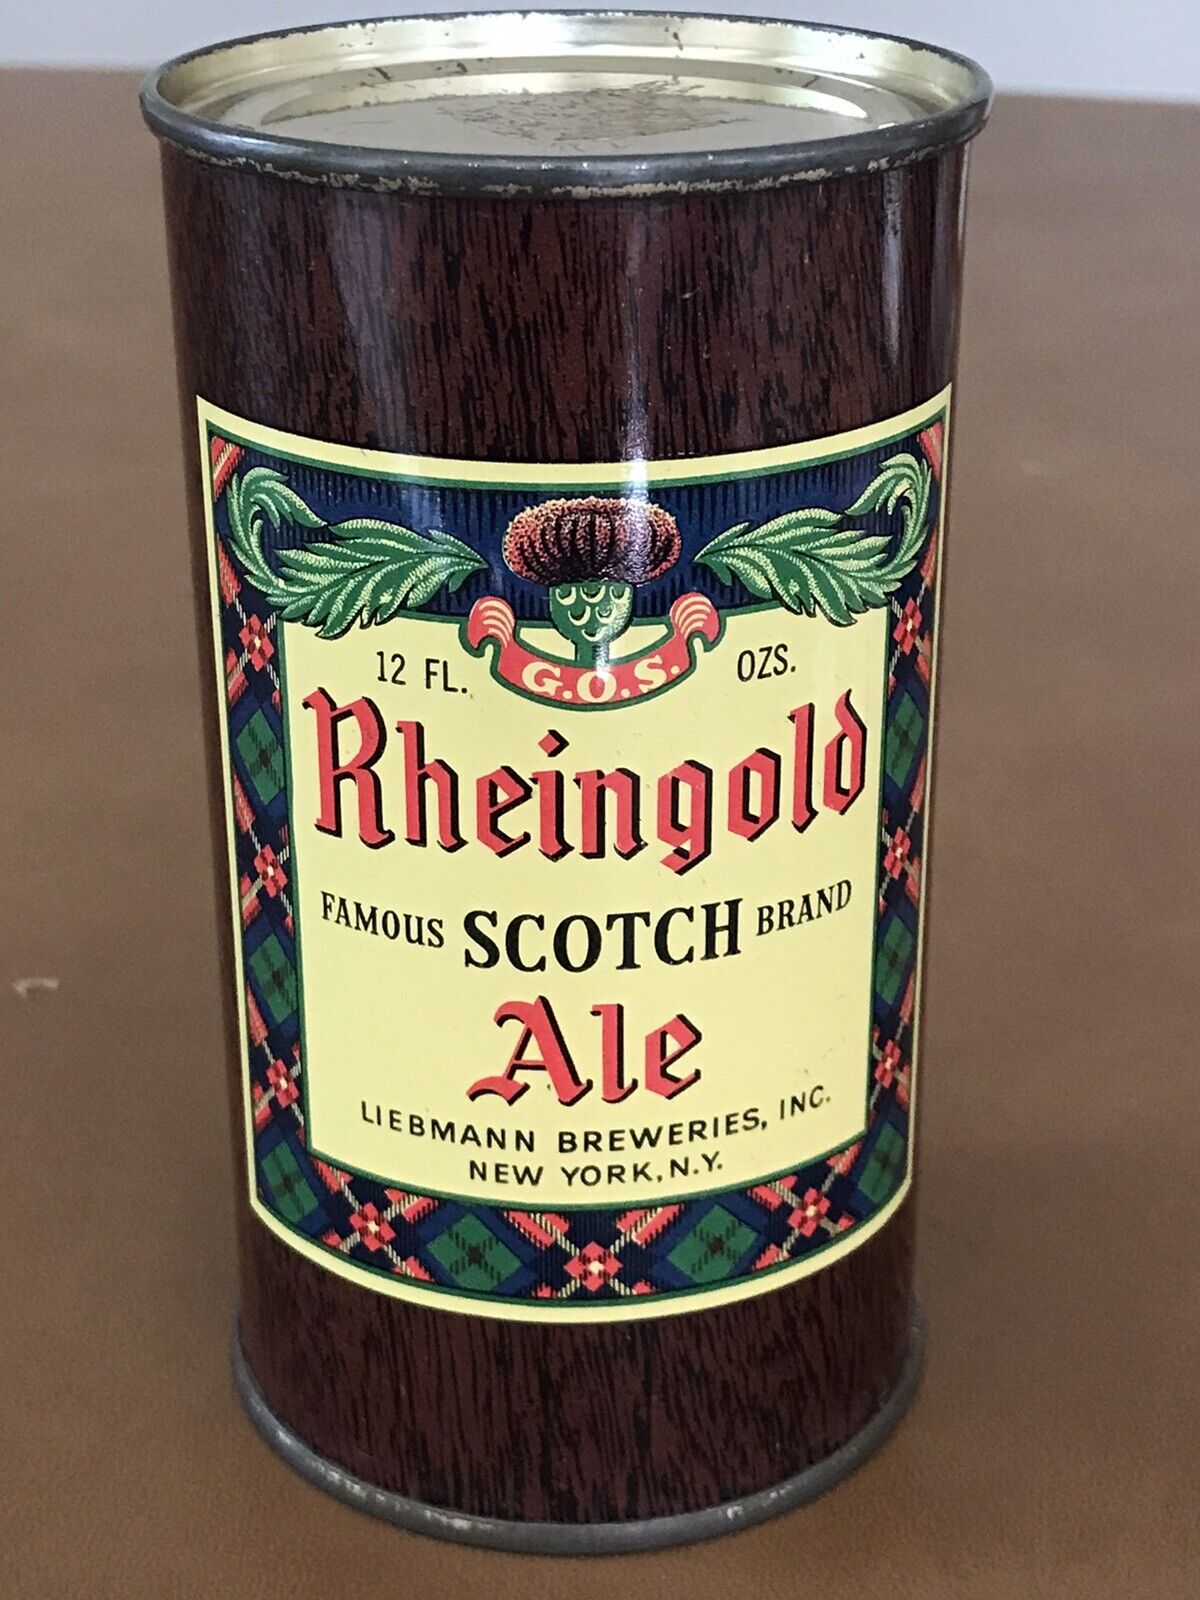 G.O.S.
12 FL. OZS.
Rheingold
FAMOUS SCOTCH BRAND
Ale
LIEBMANN BREWERIES, INC.
NEW YORK, N.Y.